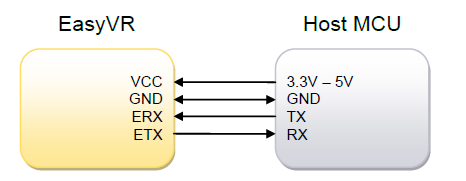 EasyVR
Host MCU
VCC
3.3V – 5V
GND
GND
ERX
TX
ETX
RX